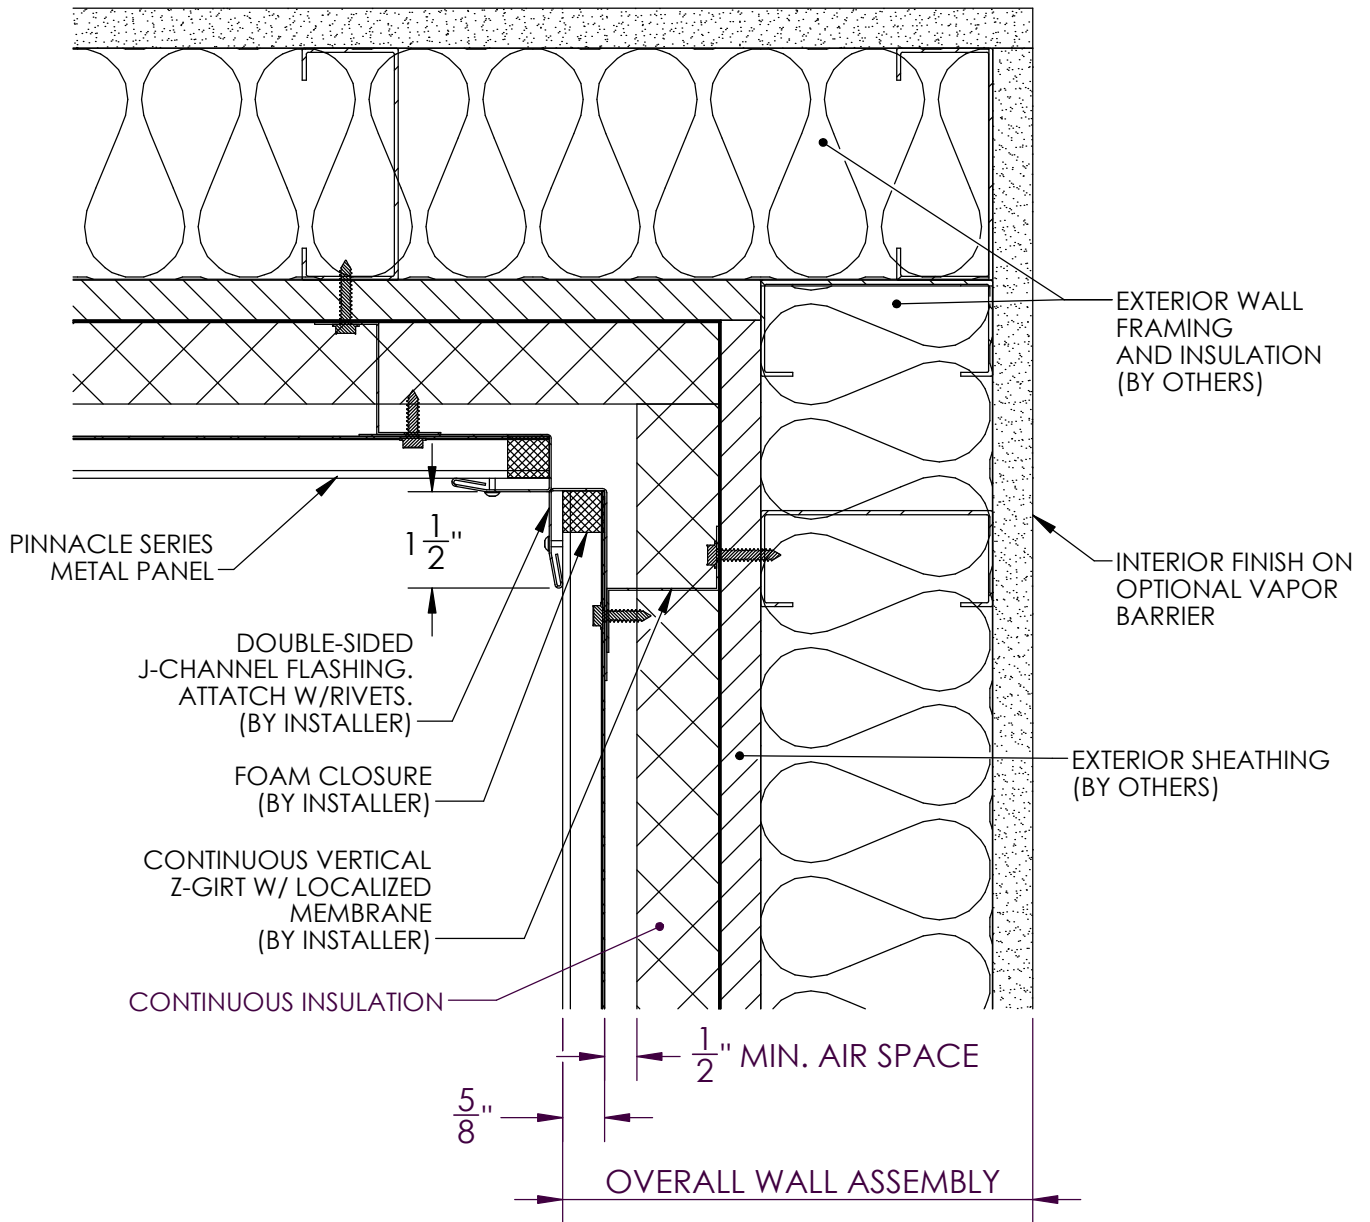 EXTERIOR WALL
FRAMING
AND INSULATION
(BY OTHERS)
PINNACLE SERIES
METAL PANEL
1 1/2"
INTERIOR FINISH ON
OPTIONAL VAPOR
BARRIER
DOUBLE-SIDED
J-CHANNEL FLASHING.
ATTATCH W/RIVETS.
(BY INSTALLER)
EXTERIOR SHEATHING
(BY OTHERS)
FOAM CLOSURE
(BY INSTALLER)
CONTINUOUS VERTICAL
Z-GIRT W/ LOCALIZED
MEMBRANE
(BY INSTALLER)
CONTINUOUS INSULATION
1/2" MIN. AIR SPACE
5/8"
OVERALL WALL ASSEMBLY